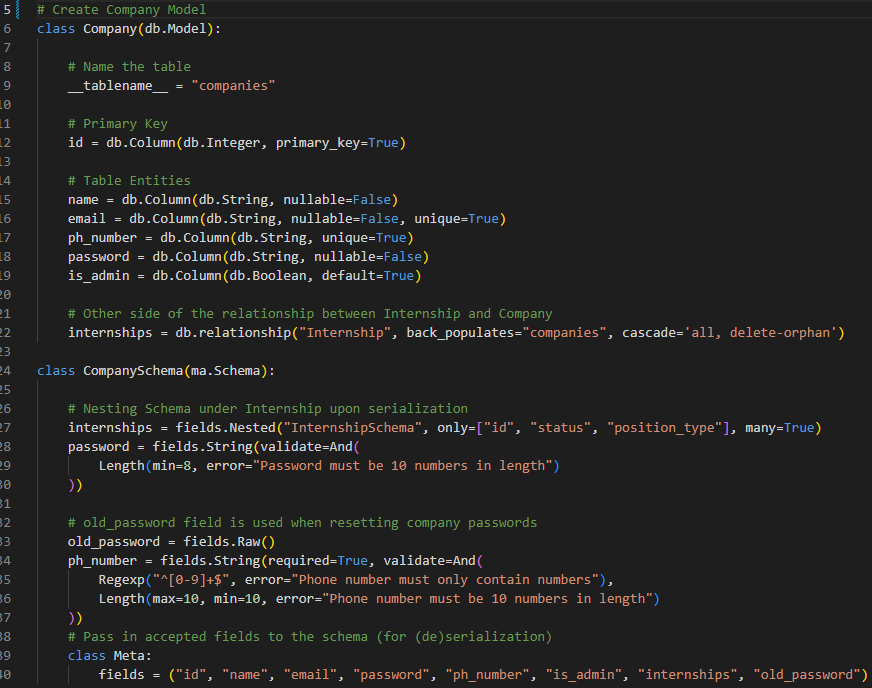 5 # Create Company Model
6 class Company(db.Model):
7
8 # Name the table
9 __tablename__ = "companies"
10
11 # Primary Key
12 id = db.Column(db.Integer, primary_key=True)
13
14 # Table Entities
15 name = db.Column(db.String, nullable=False)
16 email = db.Column(db.String, nullable=False, unique=True)
17 ph_number = db.Column(db.String, unique=True)
18 password = db.Column(db.String, nullable=False)
19 is_admin = db.Column(db.Boolean, default=True)
20
21 # Other side of the relationship between Internship and Company
22 internships = db.relationship("Internship", back_populates="companies", cascade='all, delete-orphan')
23
24 class CompanySchema(ma.Schema):
25
26 # Nesting Schema under Internship upon serialization
27 internships = fields.Nested("InternshipSchema", only=["id", "status", "position_type"], many=True)
28 password = fields.String(validate=And(
29 Length(min=8, error="Password must be 10 numbers in length")
30 ))
31
32 # old_password field is used when resetting company passwords
33 old_password = fields.Raw()
34 ph_number = fields.String(required=True, validate=And(
35 Regexp("^[0-9]+$", error="Phone number must only contain numbers"),
36 Length(max=10, min=10, error="Phone number must be 10 numbers in length")
37 ))
38 # Pass in accepted fields to the schema (for (de)serialization)
39 class Meta:
40 fields = ("id", "name", "email", "password", "ph_number", "is_admin", "internships", "old_password")